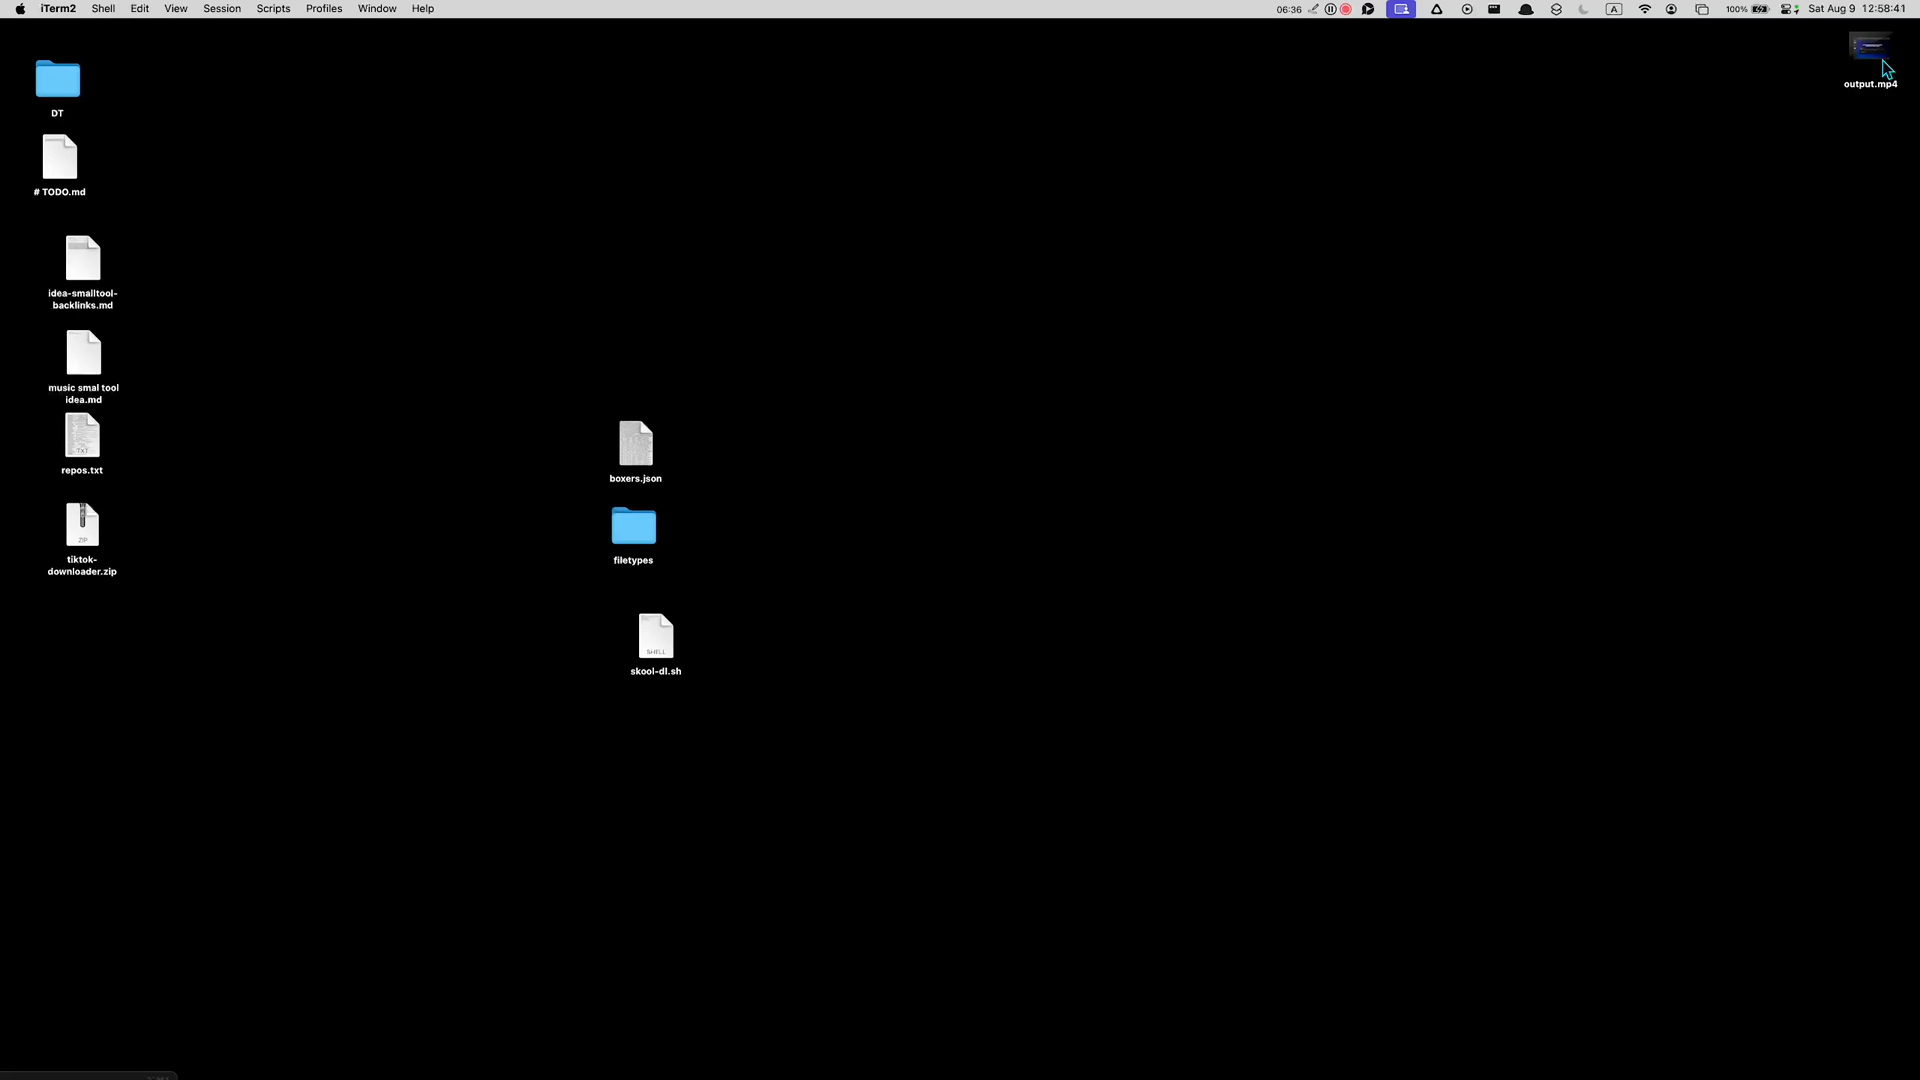 iTerm2 Shell Edit View Session Scripts Profiles Window Help 06:36 A 100% Sat Aug 9 12:58:41
output.mp4
DT
# TODO.md
idea-smalltool-
backlinks.md
music smal tool
idea.md
TXT
repos.txt
ZIP
tiktok-
downloader.zip
boxers.json
filetypes
SHELL
skool-dl.sh